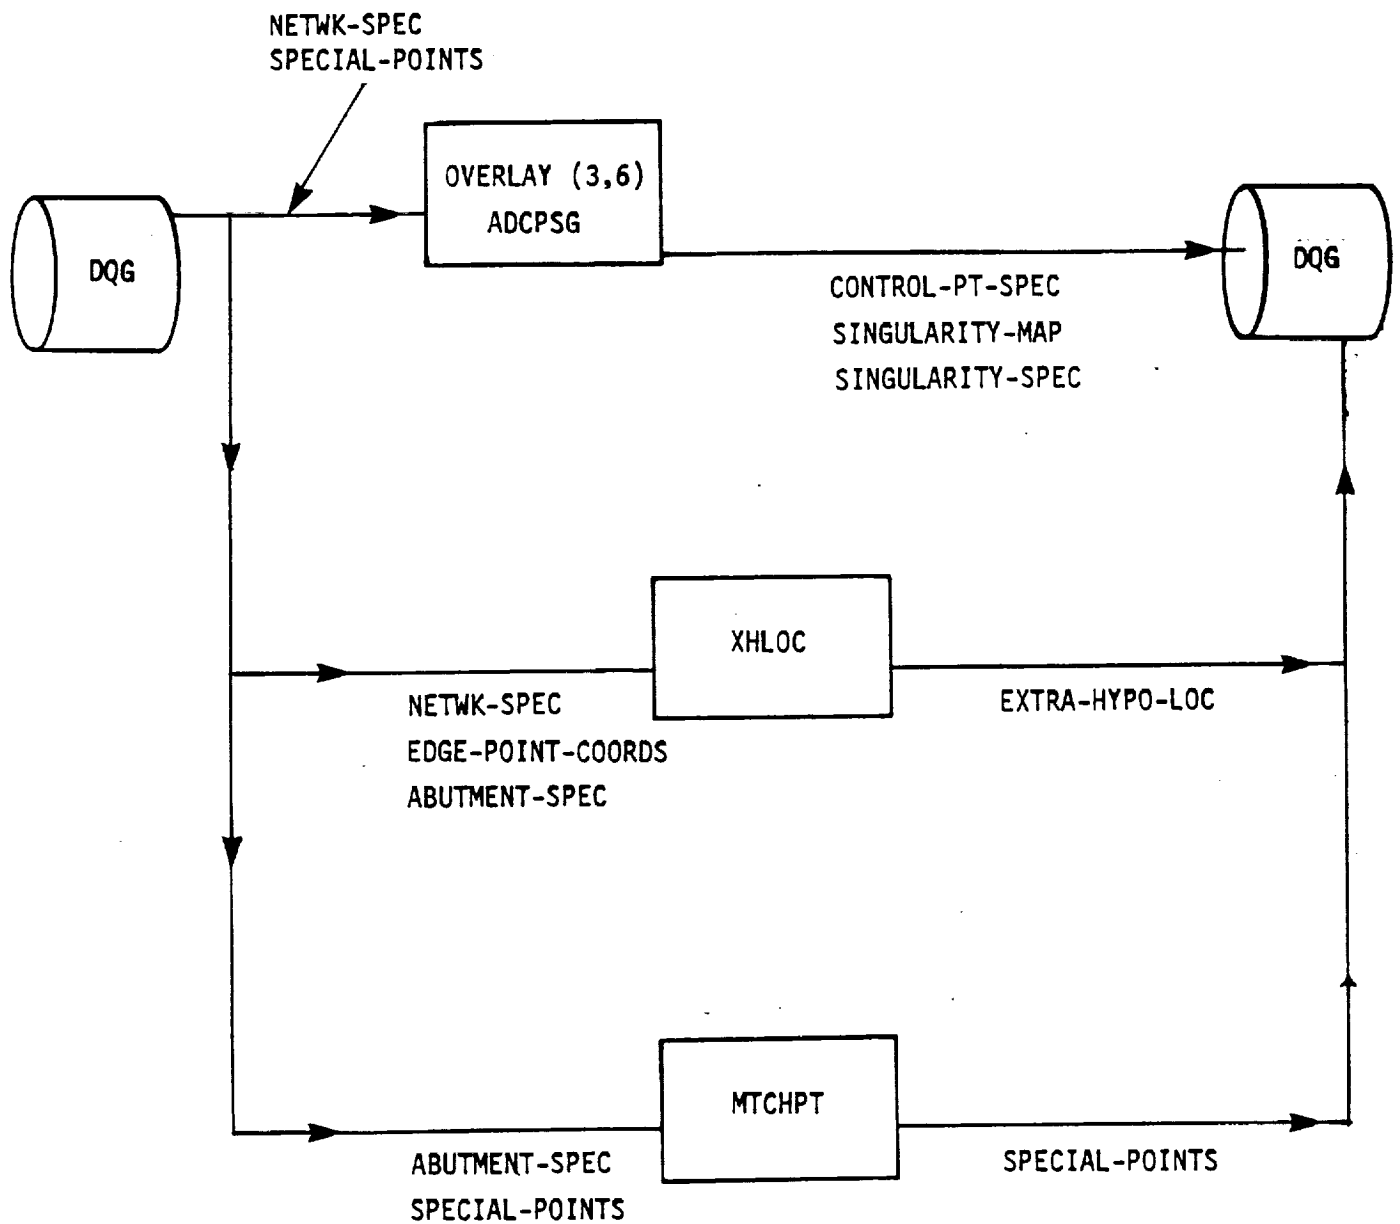 NETWK-SPEC
SPECIAL-POINTS
OVERLAY (3,6)
ADCPSG
DQG
DQG
CONTROL-PT-SPEC
SINGULARITY-MAP
SINGULARITY-SPEC
XHLOC
NETWK-SPEC
EDGE-POINT-COORDS
ABUTMENT-SPEC
EXTRA-HYPO-LOC
MTCHPT
ABUTMENT-SPEC
SPECIAL-POINTS
SPECIAL-POINTS